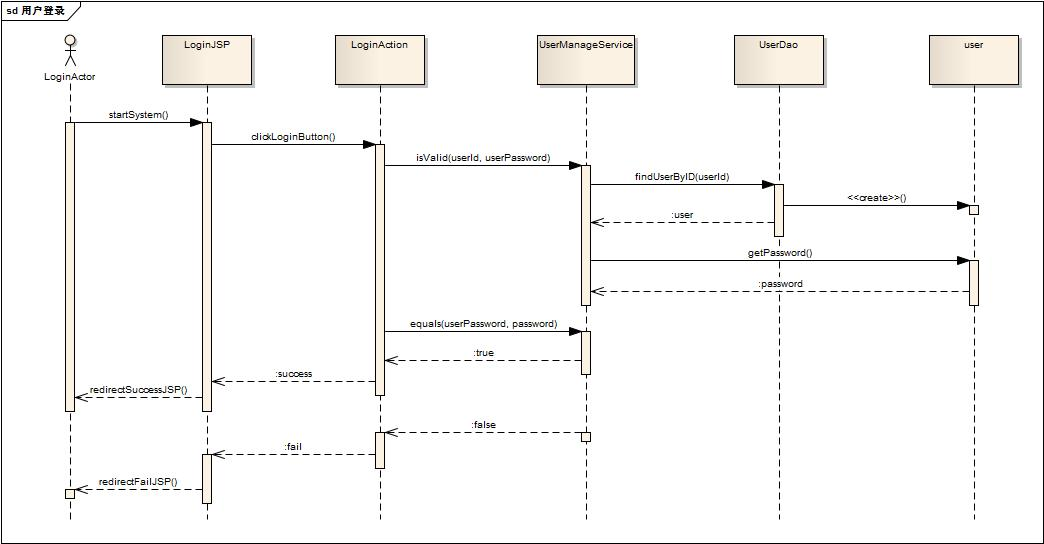 sd 用户登录
LoginActor
LoginJSP
LoginAction
UserManageService
UserDao
user
startSystem()
clickLoginButton()
isValid(userId, userPassword)
findUserByID(userId)
<<create>>()
:user
getPassword()
:password
equals(userPassword, password)
:true
:success
redirectSuccessJSP()
:false
:fail
redirectFailJSP()